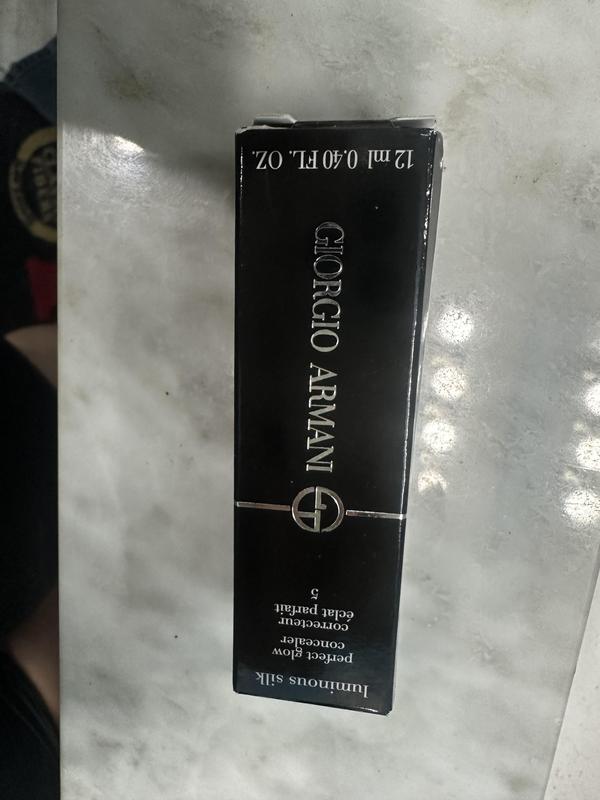 luminous silk
perfect glow
concealer
correcteur
éclat parfait
5
GIORGIO ARMANI
12 ml 0.40 FL. OZ.